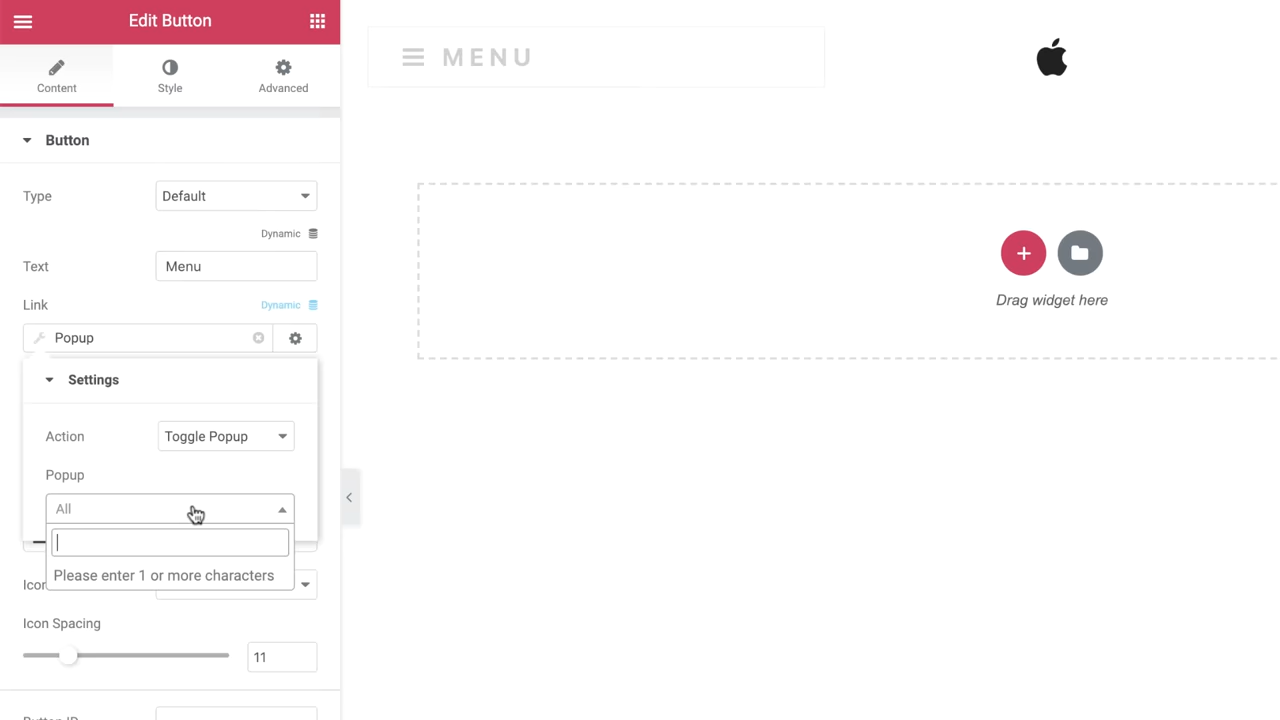 Edit Button
Content
Style
Advanced
Button
Type
Default
Dynamic
Text
Menu
Link
Dynamic
Popup
Settings
Action
Toggle Popup
Popup
All
Please enter 1 or more characters
Icon Spacing
11
MENU
Drag widget here